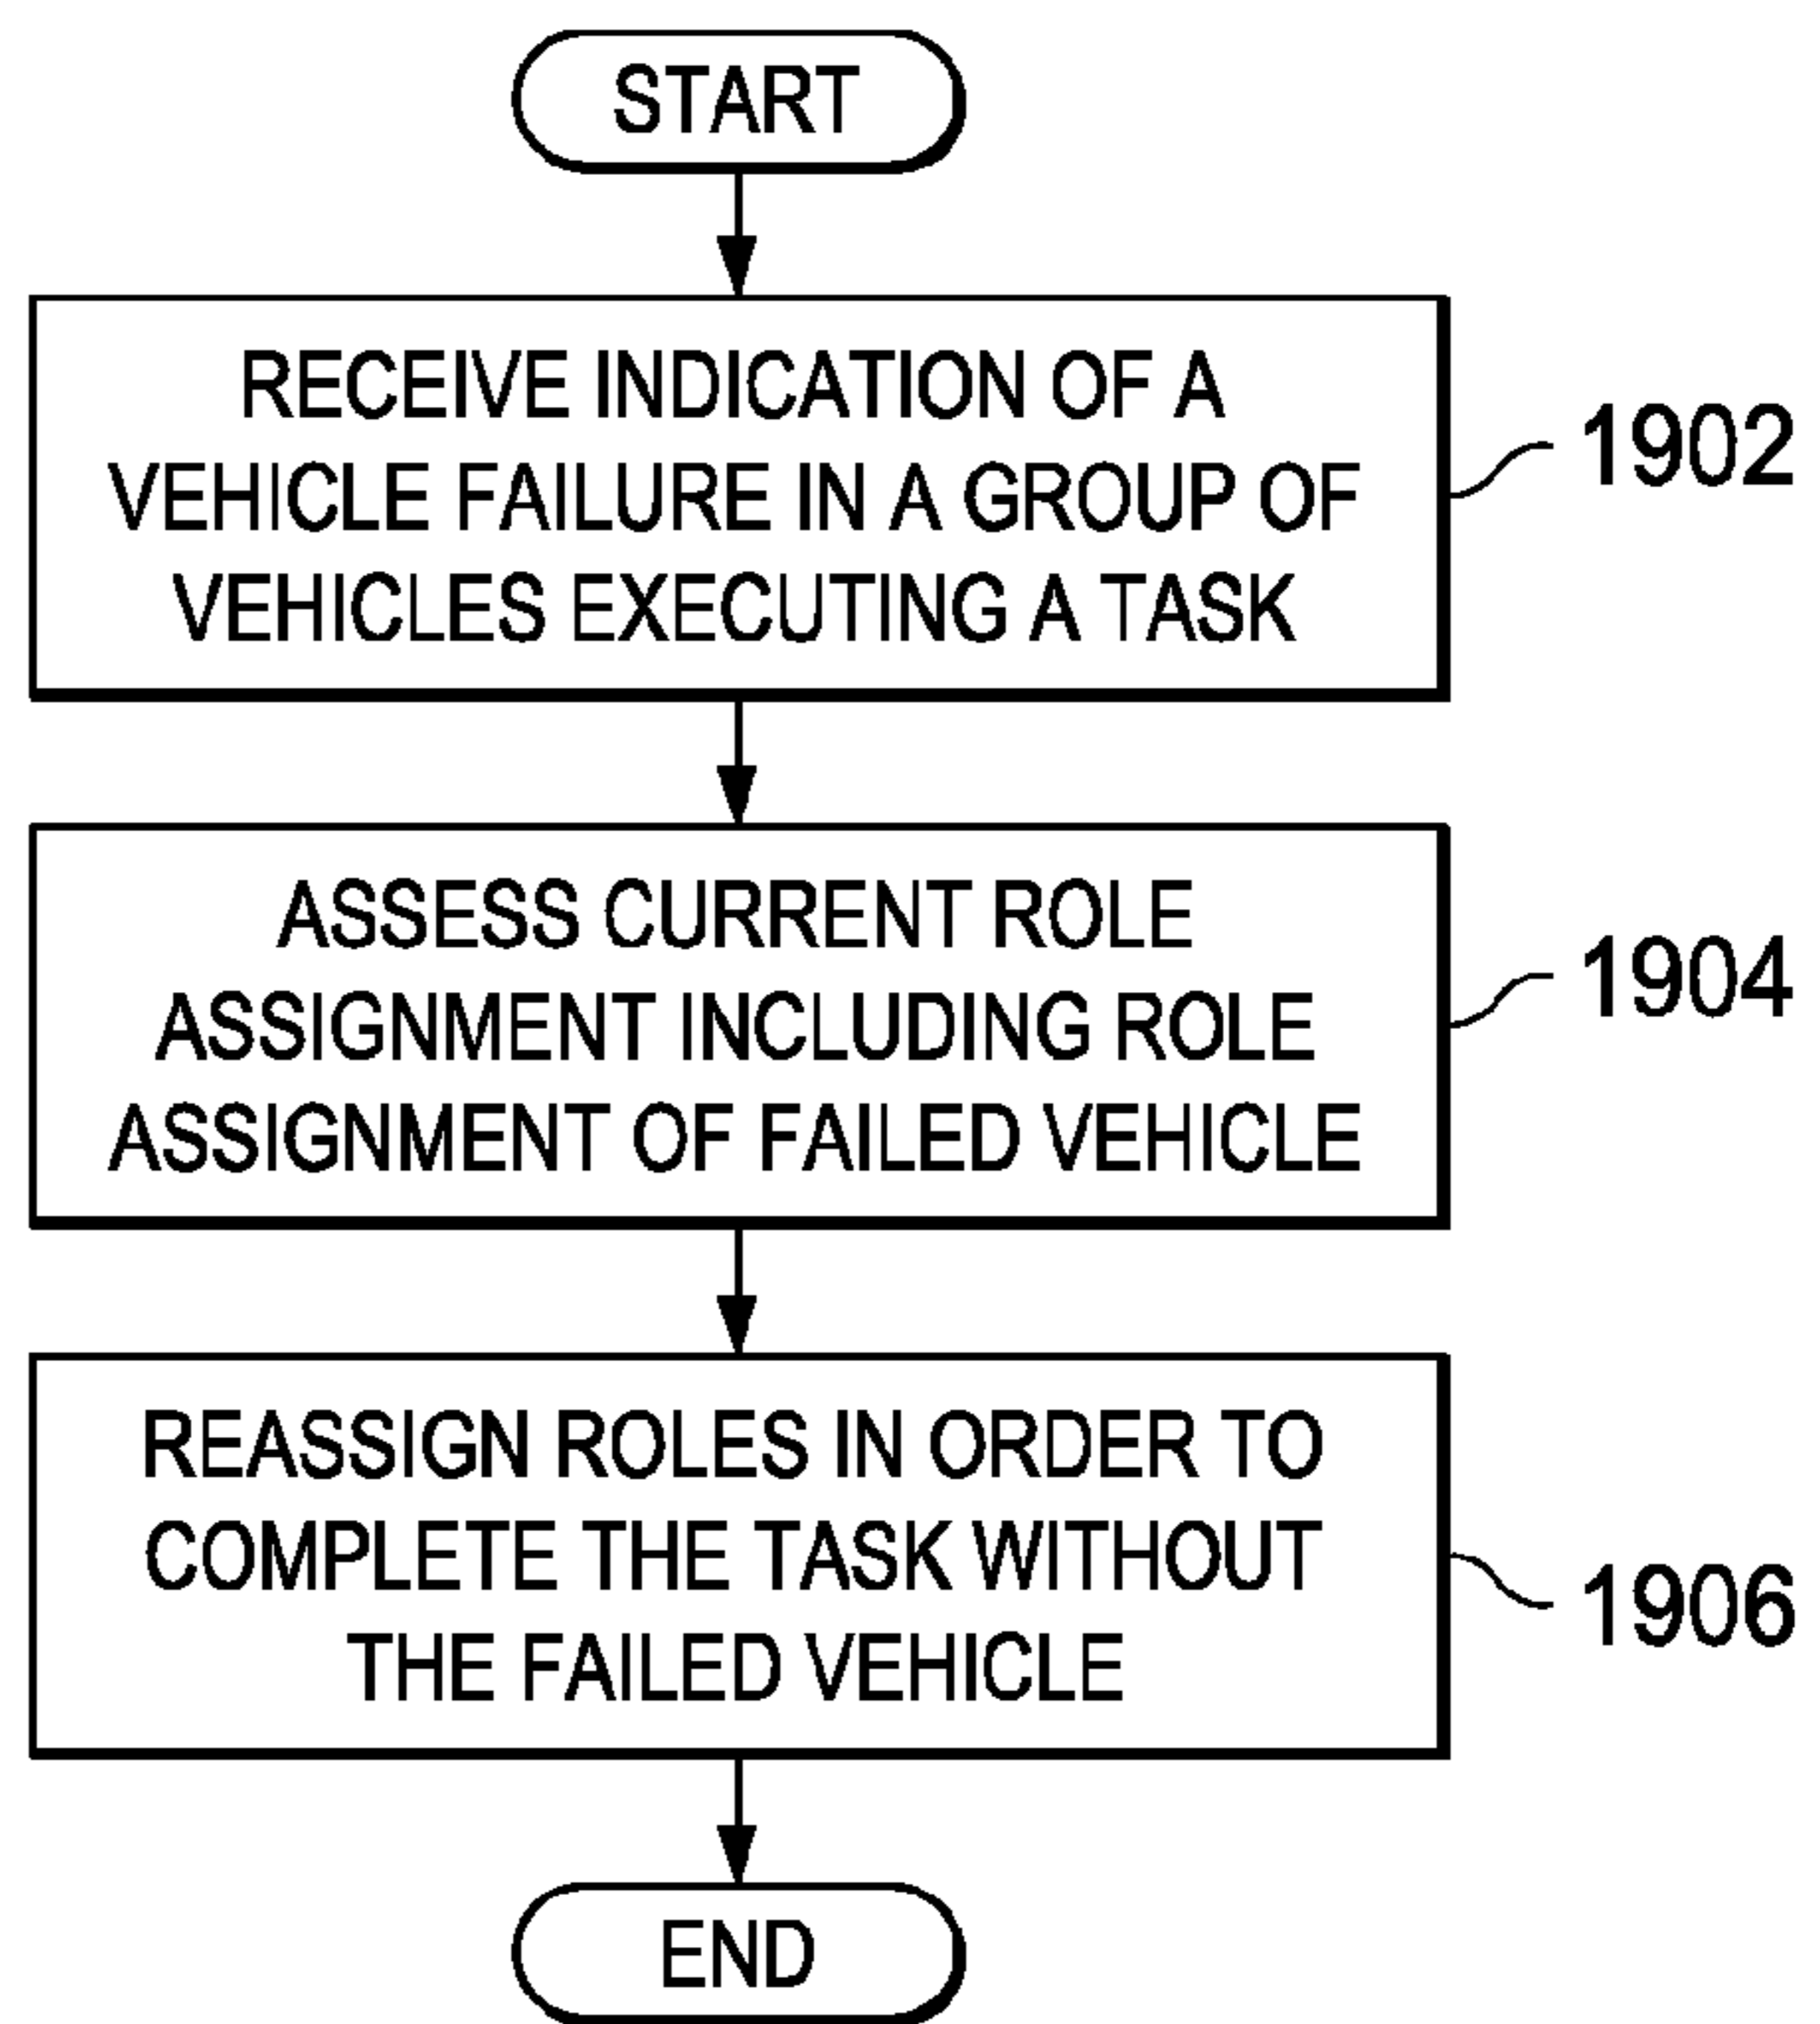 START
RECEIVE INDICATION OF A
VEHICLE FAILURE IN A GROUP OF
VEHICLES EXECUTING A TASK
1902
ASSESS CURRENT ROLE
ASSIGNMENT INCLUDING ROLE
ASSIGNMENT OF FAILED VEHICLE
1904
REASSIGN ROLES IN ORDER TO
COMPLETE THE TASK WITHOUT
THE FAILED VEHICLE
1906
END